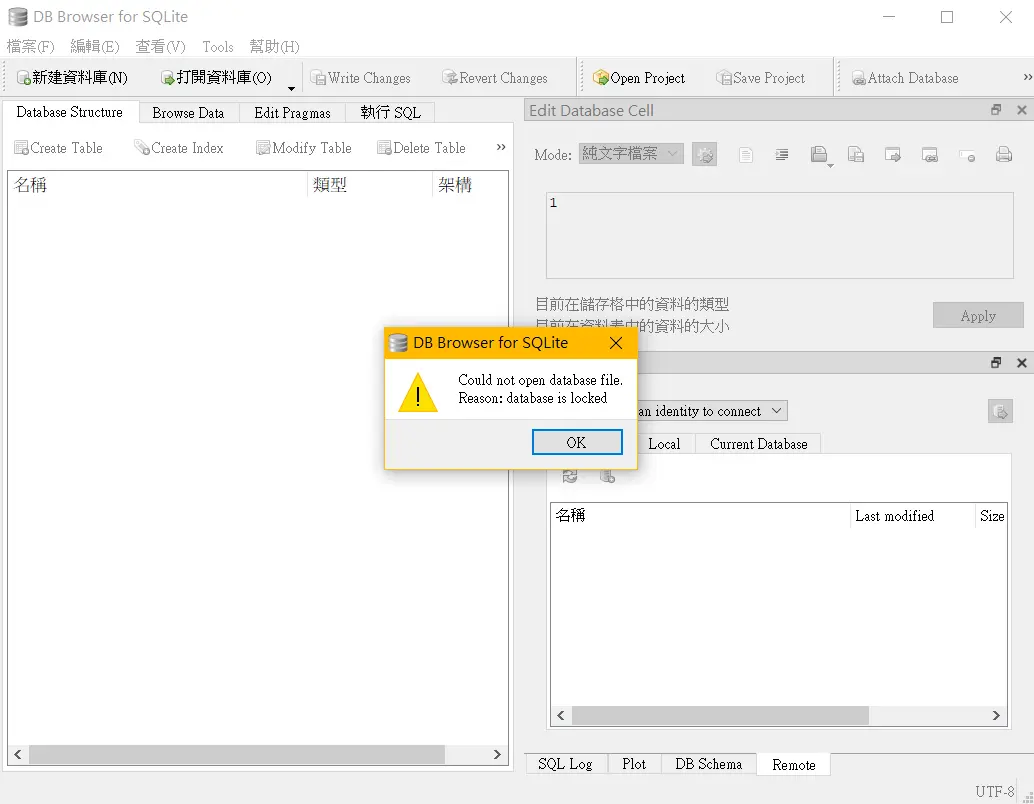 DB Browser for SQLite
檔案(F) 編輯(E) 查看(V) Tools 幫助(H)
新建資料庫(N) 打開資料庫(O) Write Changes Revert Changes Open Project Save Project Attach Database »
Database Structure Browse Data Edit Pragmas 執行 SQL
Create Table Create Index Modify Table Delete Table »
名稱 類型 架構
Edit Database Cell
Mode: 純文字檔案
1
目前在儲存格中的資料的類型
目前在資料表中的資料的大小
Apply
DB Browser for SQLite
Could not open database file.
Reason: database is locked
OK
an identity to connect
Local Current Database
名稱 Last modified Size
SQL Log Plot DB Schema Remote
UTF-8